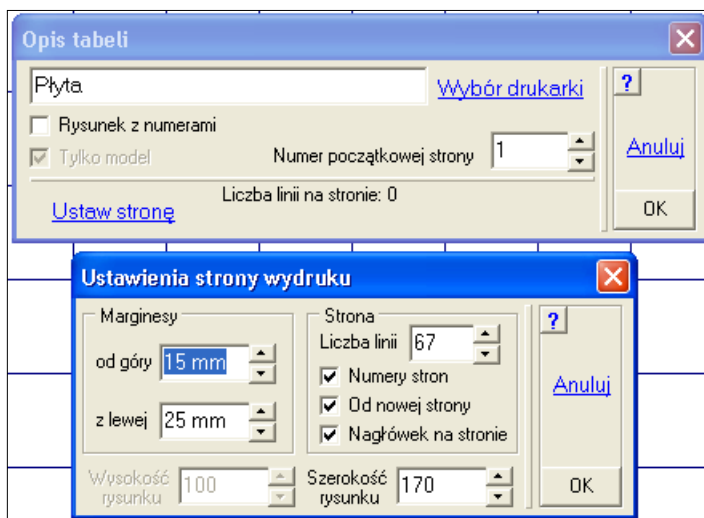 Opis tabeli
Płyta
Wybór drukarki
?
Rysunek z numerami
Tylko model
Numer początkowej strony 1
Anuluj
Liczba linii na stronie: 0
Ustaw stronę
OK
Ustawienia strony wydruku
Marginesy
Strona
?
Liczba linii 67
od góry 15 mm
Numery stron
Anuluj
Od nowej strony
z lewej 25 mm
Nagłówek na stronie
Wysokość
rysunku
100
Szerokość
rysunku
170
OK